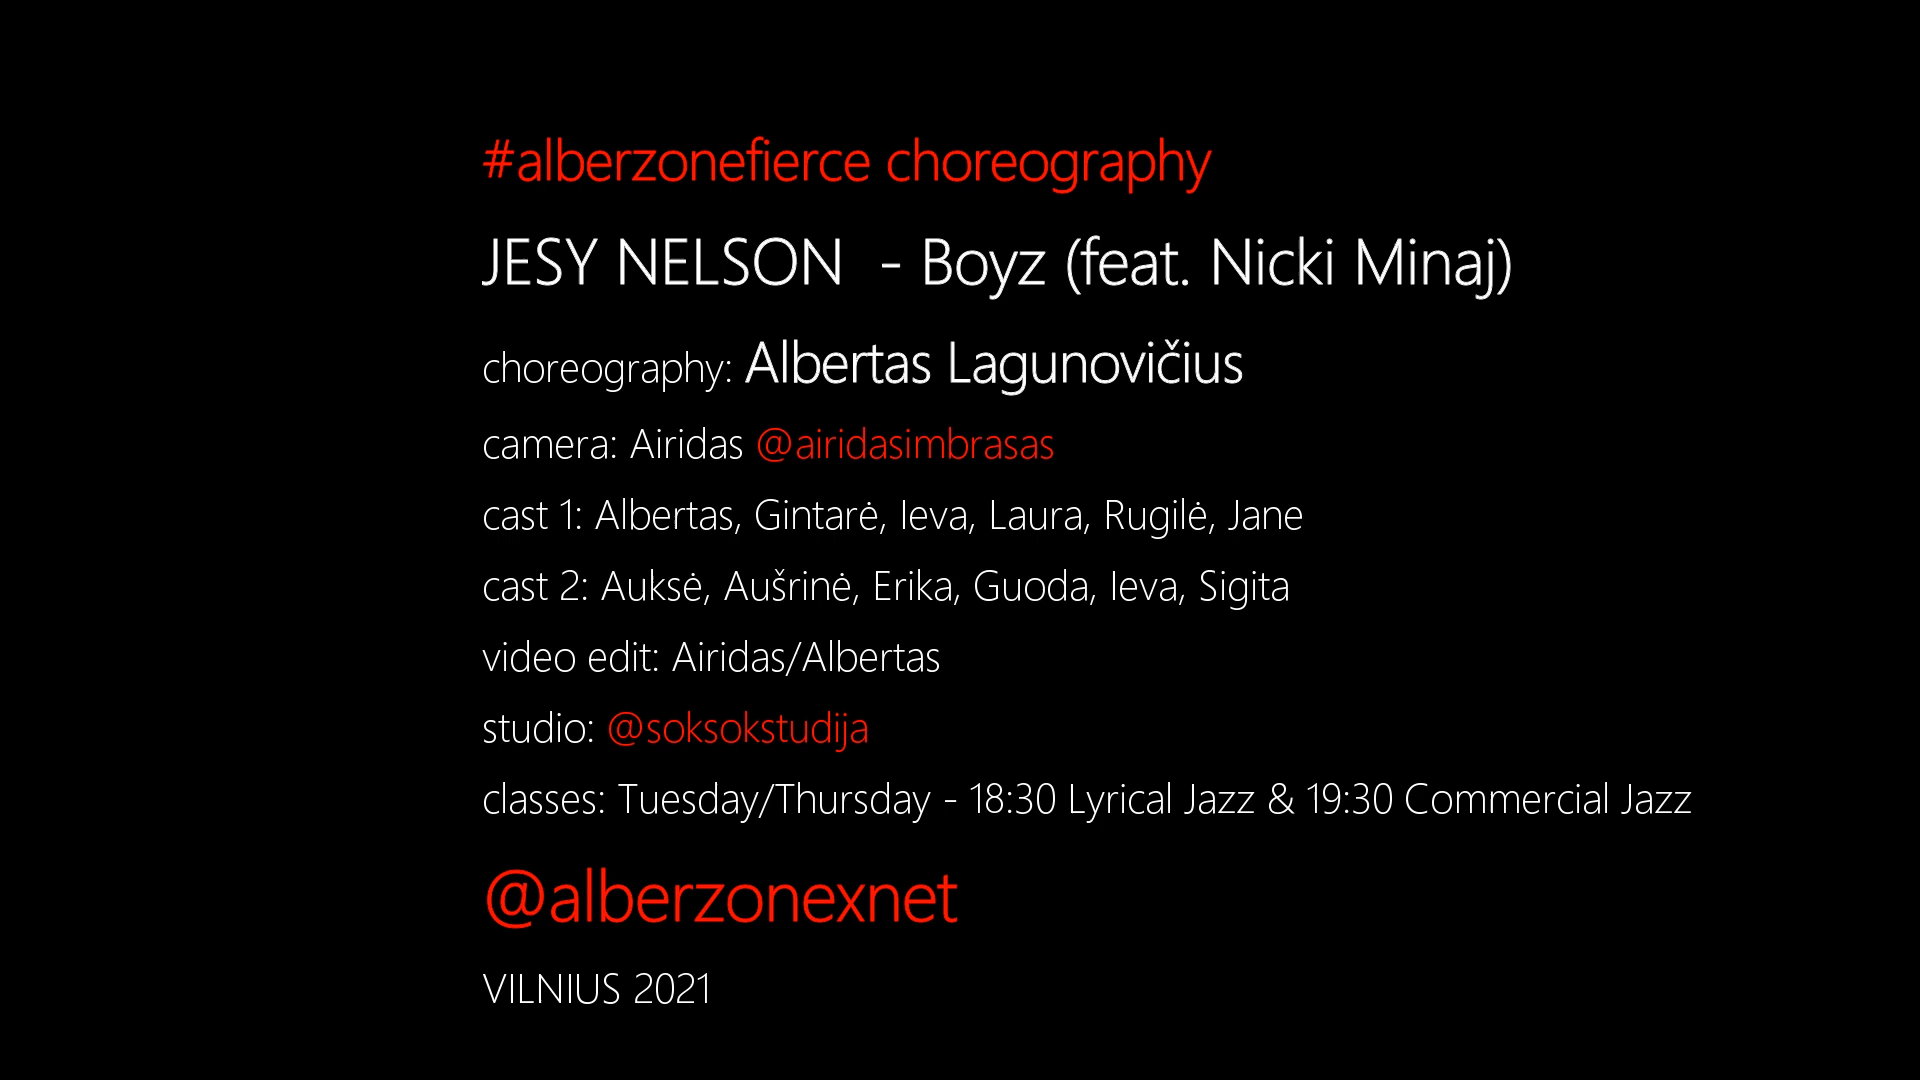 #alberzonefierce choreography
JESY NELSON  - Boyz (feat. Nicki Minaj)
choreography: Albertas Lagunovičius
camera: Airidas @airidasimbrasas
cast 1: Albertas, Gintarė, Ieva, Laura, Rugilė, Jane
cast 2: Auksė, Aušrinė, Erika, Guoda, Ieva, Sigita
video edit: Airidas/Albertas
studio: @soksokstudija
classes: Tuesday/Thursday - 18:30 Lyrical Jazz & 19:30 Commercial Jazz
@alberzonexnet
VILNIUS 2021